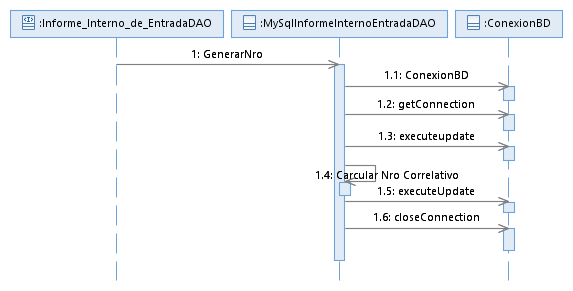 :Informe_Interno_de_EntradaDAO
:MySqlInformeInternoEntradaDAO
:ConexionBD
1: GenerarNro
1.1: ConexionBD
1.2: getConnection
1.3: executeupdate
1.4: Carcular Nro Correlativo
1.5: executeUpdate
1.6: closeConnection